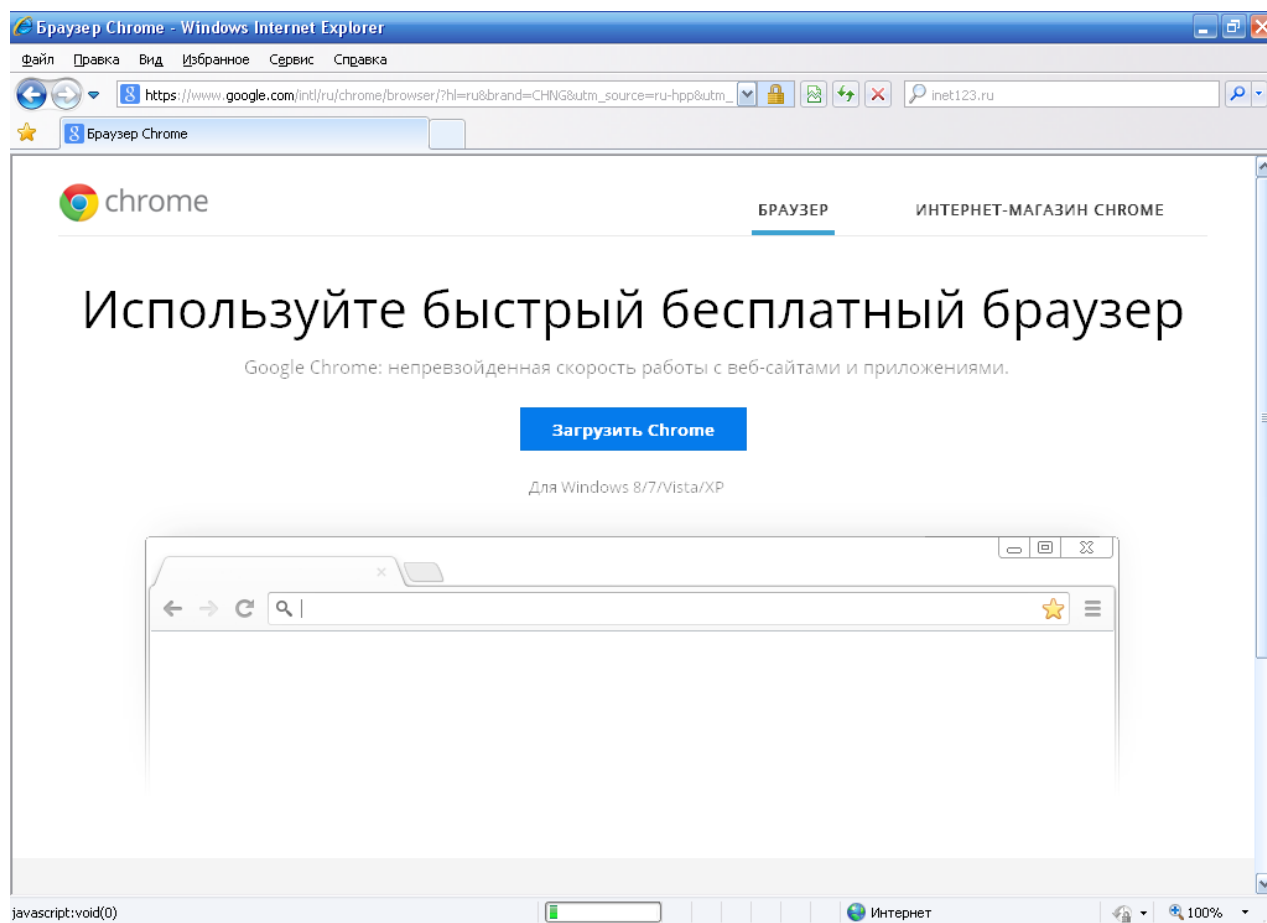 Браузер Chrome - Windows Internet Explorer
Файл Правка Вид Избранное Сервис Справка
https://www.google.com/intl/ru/chrome/browser/?hl=ru&brand=CHNG&utm_source=ru-hpp&utm_ inet123.ru
Браузер Chrome
chrome
БРАУЗЕР ИНТЕРНЕТ-МАГАЗИН CHROME
Используйте быстрый бесплатный браузер
Google Chrome: непревзойденная скорость работы с веб-сайтами и приложениями.
Загрузить Chrome
Для Windows 8/7/Vista/XP
javascript:void(0) Интернет 100%